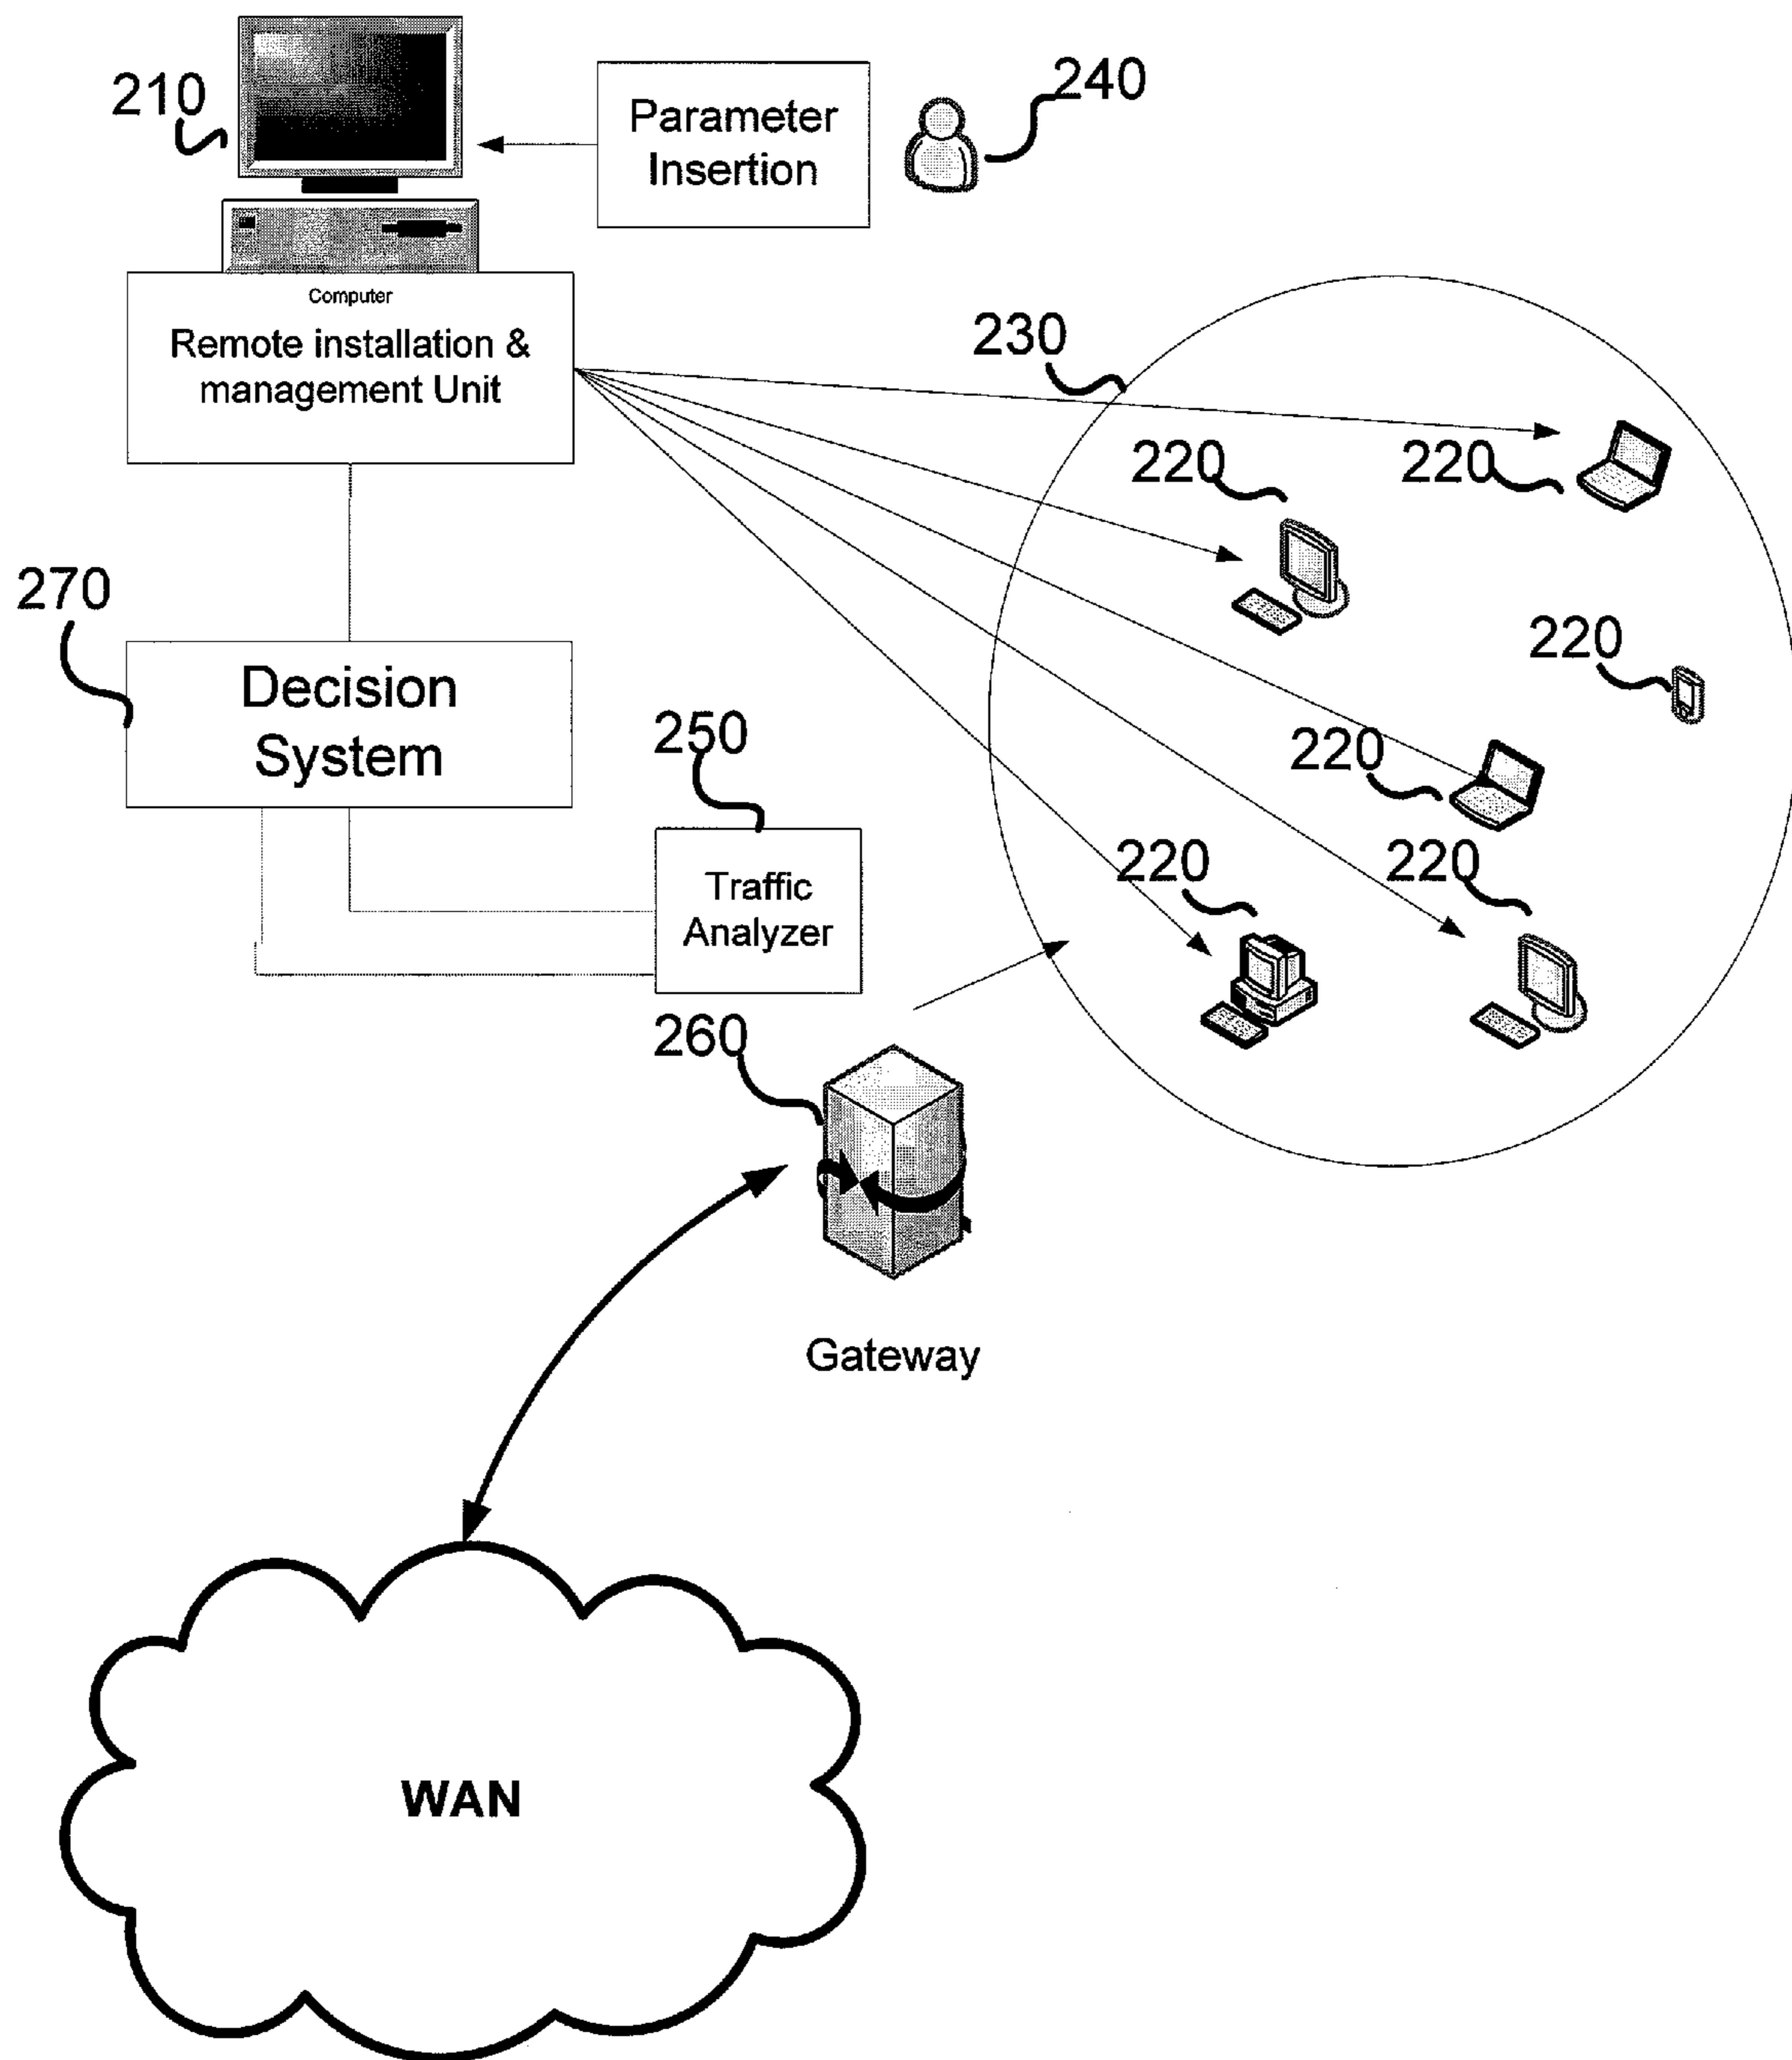 210
Parameter
Insertion
240
Computer
Remote installation &
management Unit
230
220
220
270
Decision
System
220
250
220
Traffic
Analyzer
220
220
260
Gateway
WAN